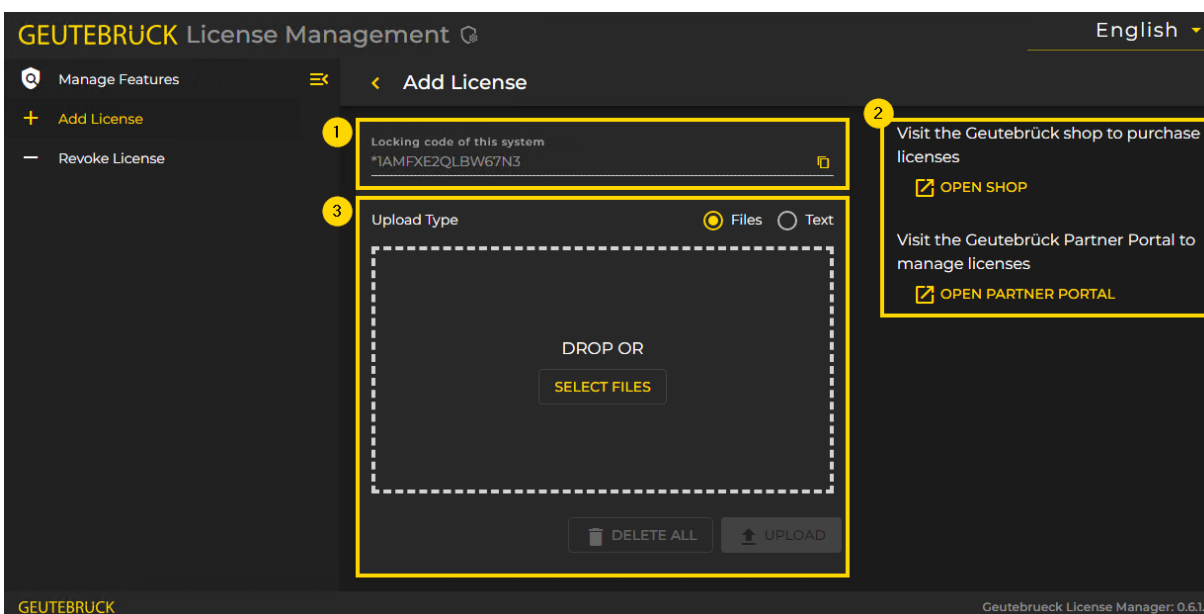 GEUTEBRÜCK License Management
English
Manage Features
Add License
Revoke License
Add License
1
Locking code of this system
*1AMFXE2QLBW67N3
2
Visit the Geutebrück shop to purchase
licenses
OPEN SHOP
Visit the Geutebrück Partner Portal to
manage licenses
OPEN PARTNER PORTAL
3
Upload Type
Files
Text
DROP OR
SELECT FILES
DELETE ALL
UPLOAD
GEUTEBRÜCK
Geutebrueck License Manager: 0.6.1